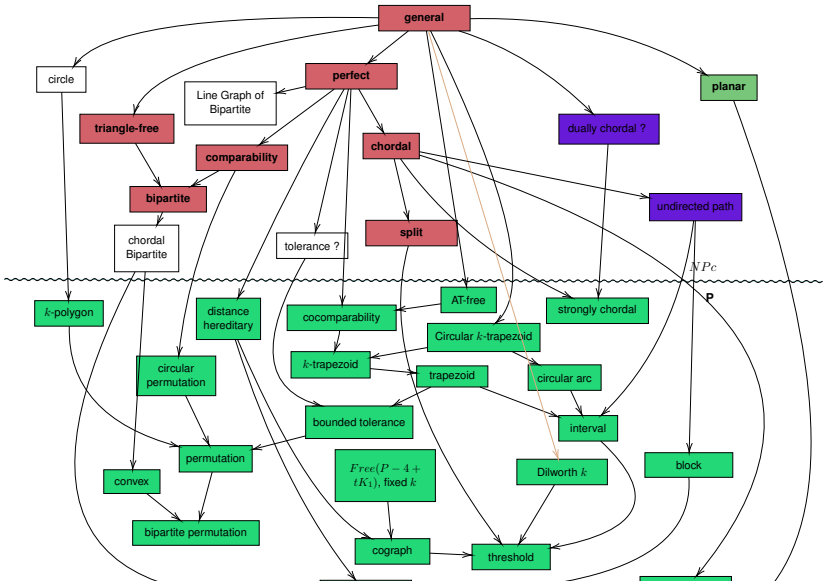 general
circle
perfect
planar
Line Graph of
Bipartite
triangle-free
dually chordal ?
comparability
chordal
bipartite
undirected path
chordal
Bipartite
tolerance ?
split
NPc
P
k-polygon
distance
hereditary
cocomparability
AT-free
strongly chordal
Circular k-trapezoid
circular
permutation
k-trapezoid
trapezoid
circular arc
bounded tolerance
interval
permutation
convex
Free(P − 4 +
tK₁), fixed k
Dilworth k
block
bipartite permutation
cograph
threshold